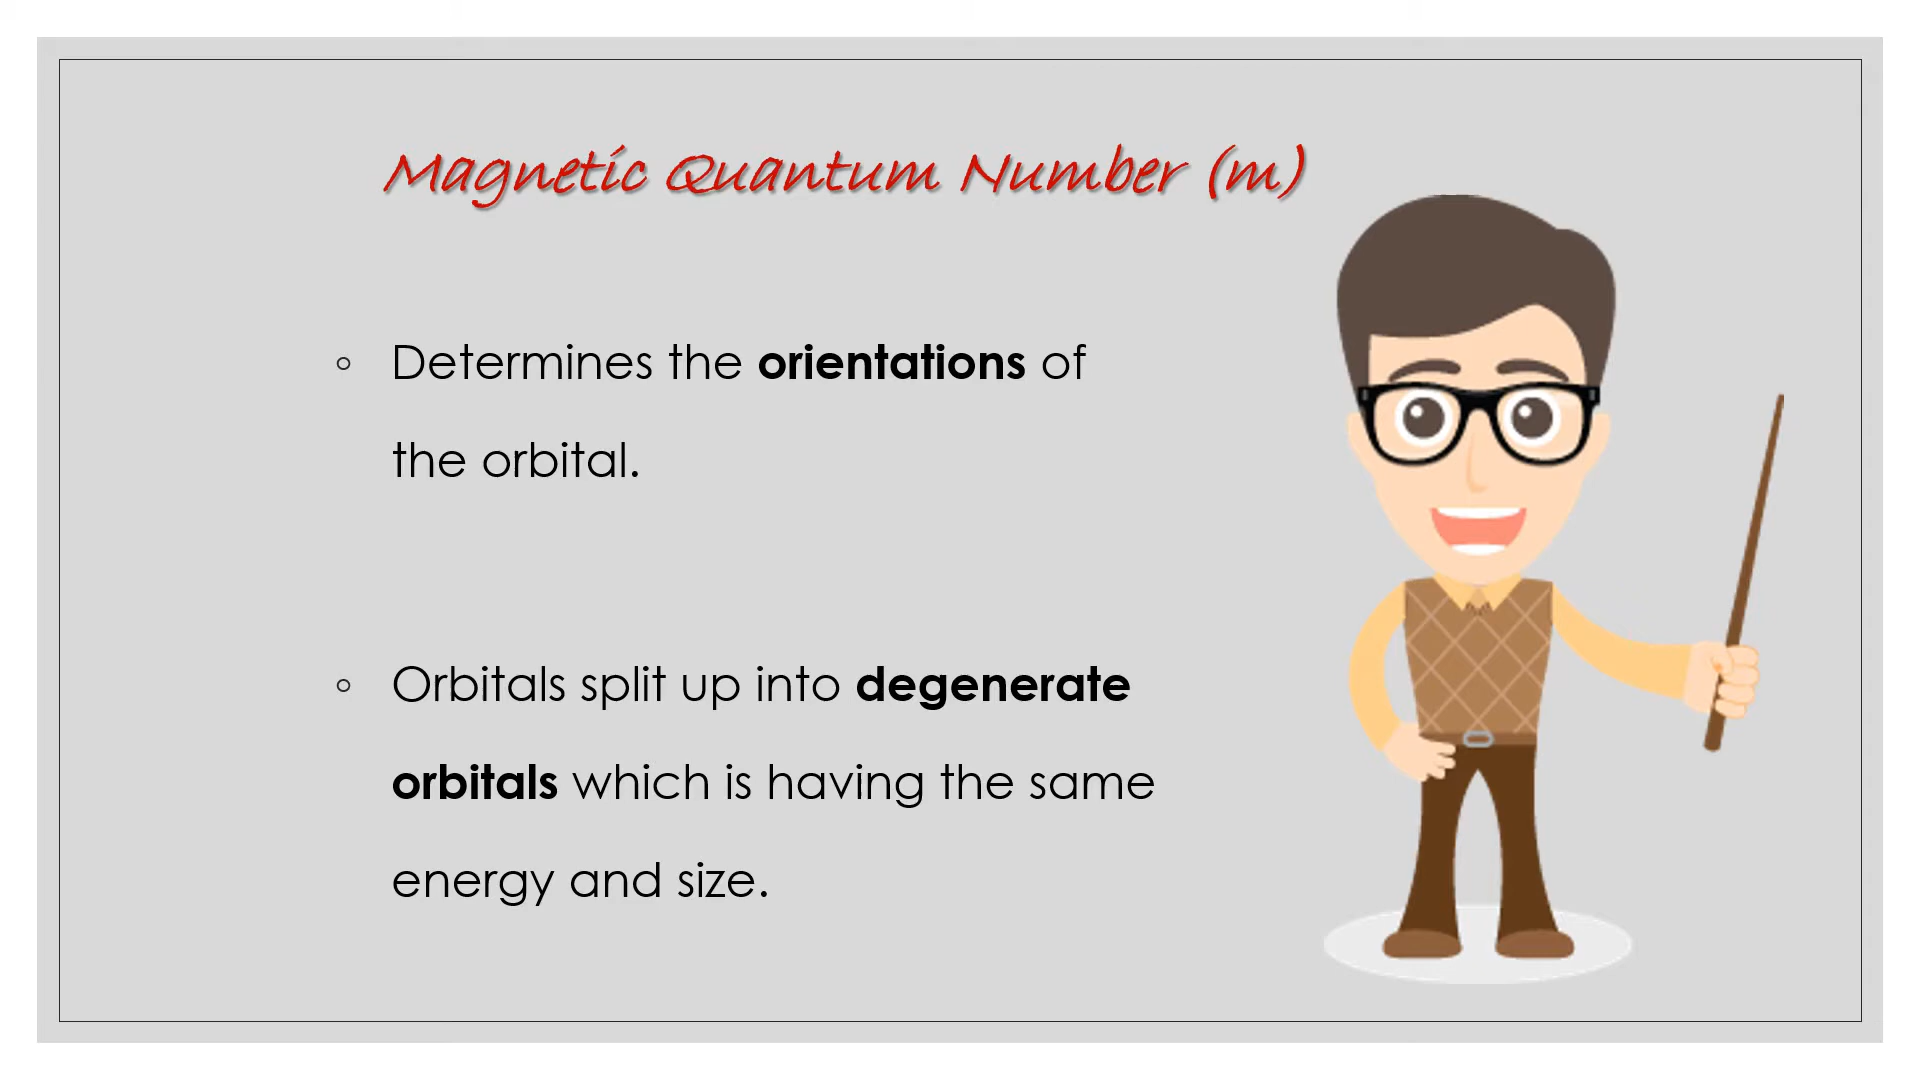 Magnetic Quantum Number (m)
◦ Determines the orientations of
the orbital.
◦ Orbitals split up into degenerate
orbitals which is having the same
energy and size.